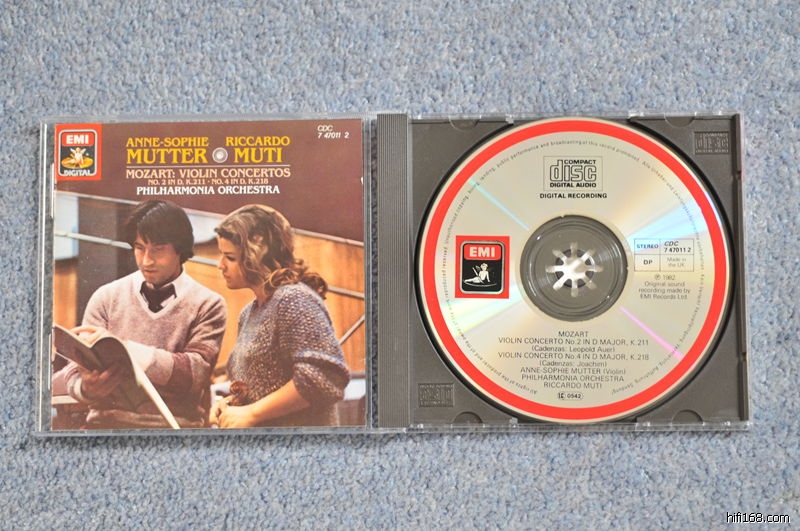 EMI
DIGITAL
ANNE-SOPHIE RICCARDO
MUTTER MUTI
MOZART: VIOLIN CONCERTOS
NO. 2 IN D, K.211 · NO. 4 IN D, K.218
PHILHARMONIA ORCHESTRA
CDC
7 47011 2
COMPACT
disc
DIGITAL AUDIO
DIGITAL RECORDING
EMI
STEREO
DP
CDC
7 47011 2
Made in
the UK
℗ 1982
Original sound
recording made by
EMI Records Ltd.
MOZART
VIOLIN CONCERTO No.2 IN D MAJOR, K.211
(Cadenzas: Leopold Auer)
VIOLIN CONCERTO No.4 IN D MAJOR, K.218
(Cadenzas: Joachim)
ANNE-SOPHIE MUTTER (Violin)
PHILHARMONIA ORCHESTRA
RICCARDO MUTI
LC 0542
hifi168.com